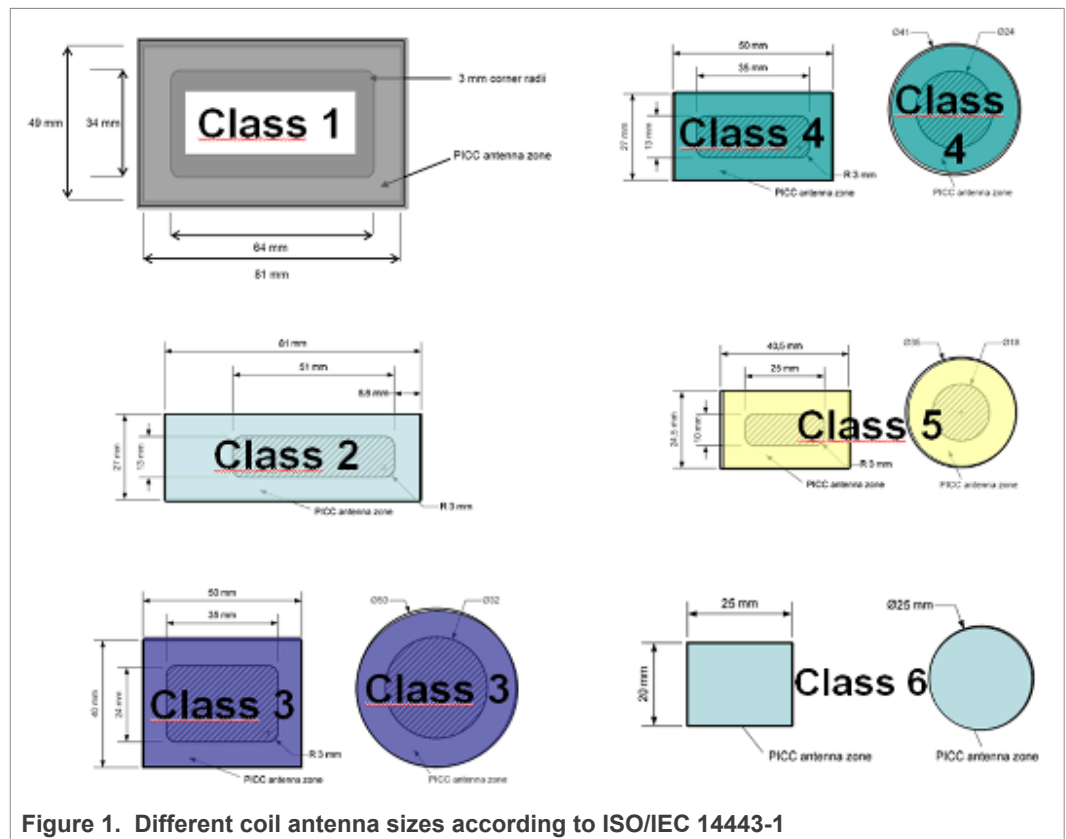 49 mm
34 mm
Class 1
3 mm corner radii
PICC antenna zone
64 mm
81 mm
50 mm
35 mm
27 mm
13 mm
Class 4
R 3 mm
PICC antenna zone
Ø41
Ø24
Class
4
PICC antenna zone
81 mm
51 mm
27 mm
13 mm
Class 2
R 3 mm
PICC antenna zone
40,5 mm
25 mm
24,5 mm
10 mm
Class 5
R 3 mm
PICC antenna zone
Ø35
Ø18
PICC antenna zone
50 mm
35 mm
40 mm
24 mm
Class 3
R 3 mm
PICC antenna zone
Ø50
Ø32
Class 3
PICC antenna zone
25 mm
20 mm
Class 6
PICC antenna zone
Ø25 mm
PICC antenna zone
Figure 1. Different coil antenna sizes according to ISO/IEC 14443-1